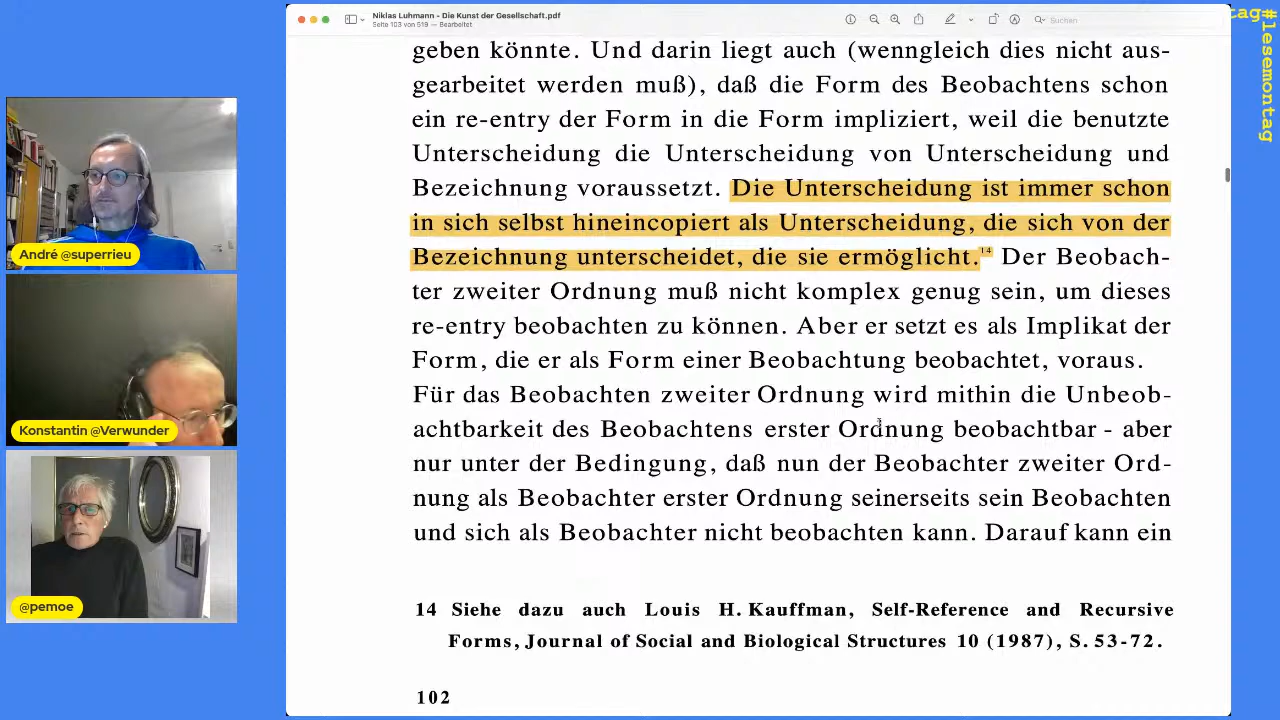 Niklas Luhmann - Die Kunst der Gesellschaft.pdf
Seite 103 von 519 — Bearbeitet
Suchen
tag#
lesemontag
geben könnte. Und darin liegt auch (wenngleich dies nicht aus-
gearbeitet werden muß), daß die Form des Beobachtens schon
ein re-entry der Form in die Form impliziert, weil die benutzte
Unterscheidung die Unterscheidung von Unterscheidung und
Bezeichnung voraussetzt. Die Unterscheidung ist immer schon
in sich selbst hineincopiert als Unterscheidung, die sich von der
Bezeichnung unterscheidet, die sie ermöglicht.14 Der Beobach-
ter zweiter Ordnung muß nicht komplex genug sein, um dieses
re-entry beobachten zu können. Aber er setzt es als Implikat der
Form, die er als Form einer Beobachtung beobachtet, voraus.
Für das Beobachten zweiter Ordnung wird mithin die Unbeob-
achtbarkeit des Beobachtens erster Ordnung beobachtbar - aber
nur unter der Bedingung, daß nun der Beobachter zweiter Ord-
nung als Beobachter erster Ordnung seinerseits sein Beobachten
und sich als Beobachter nicht beobachten kann. Darauf kann ein
14 Siehe dazu auch Louis H. Kauffman, Self-Reference and Recursive
Forms, Journal of Social and Biological Structures 10 (1987), S. 53-72.
102
André @superrieu
Konstantin @Verwunder
@pemoe